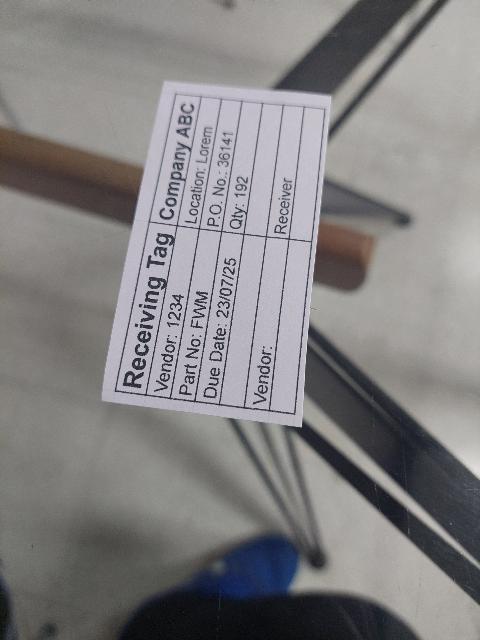 Receiving Tag Company ABC
Vendor: 1234 Location: Lorem
Part No: FWM P.O. No.: 36141
Due Date: 23/07/25 Qty: 192
Vendor: Receiver